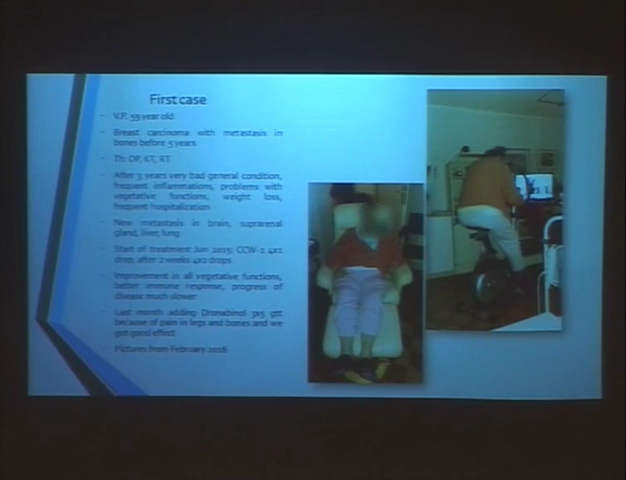 First case
- V.P. 59 year old
- Breast carcinoma with metastasis in
bones before 5 years
- Th: OP, KT, RT
- After 3 years very bad general condition,
frequent inflammations, problems with
vegetative functions, weight loss,
frequent hospitalization
- New metastasis in brain, suprarenal
gland, liver, lung
- Start of treatment Jun 2015: CCW-2 4x1
drop, after 2 weeks 4x2 drops
- Improvement in all vegetative functions,
better immune response, progress of
disease much slower
- Last month adding Dronabinol 3x5 gtt
because of pain in legs and bones and we
got good effect
- Pictures from February 2016